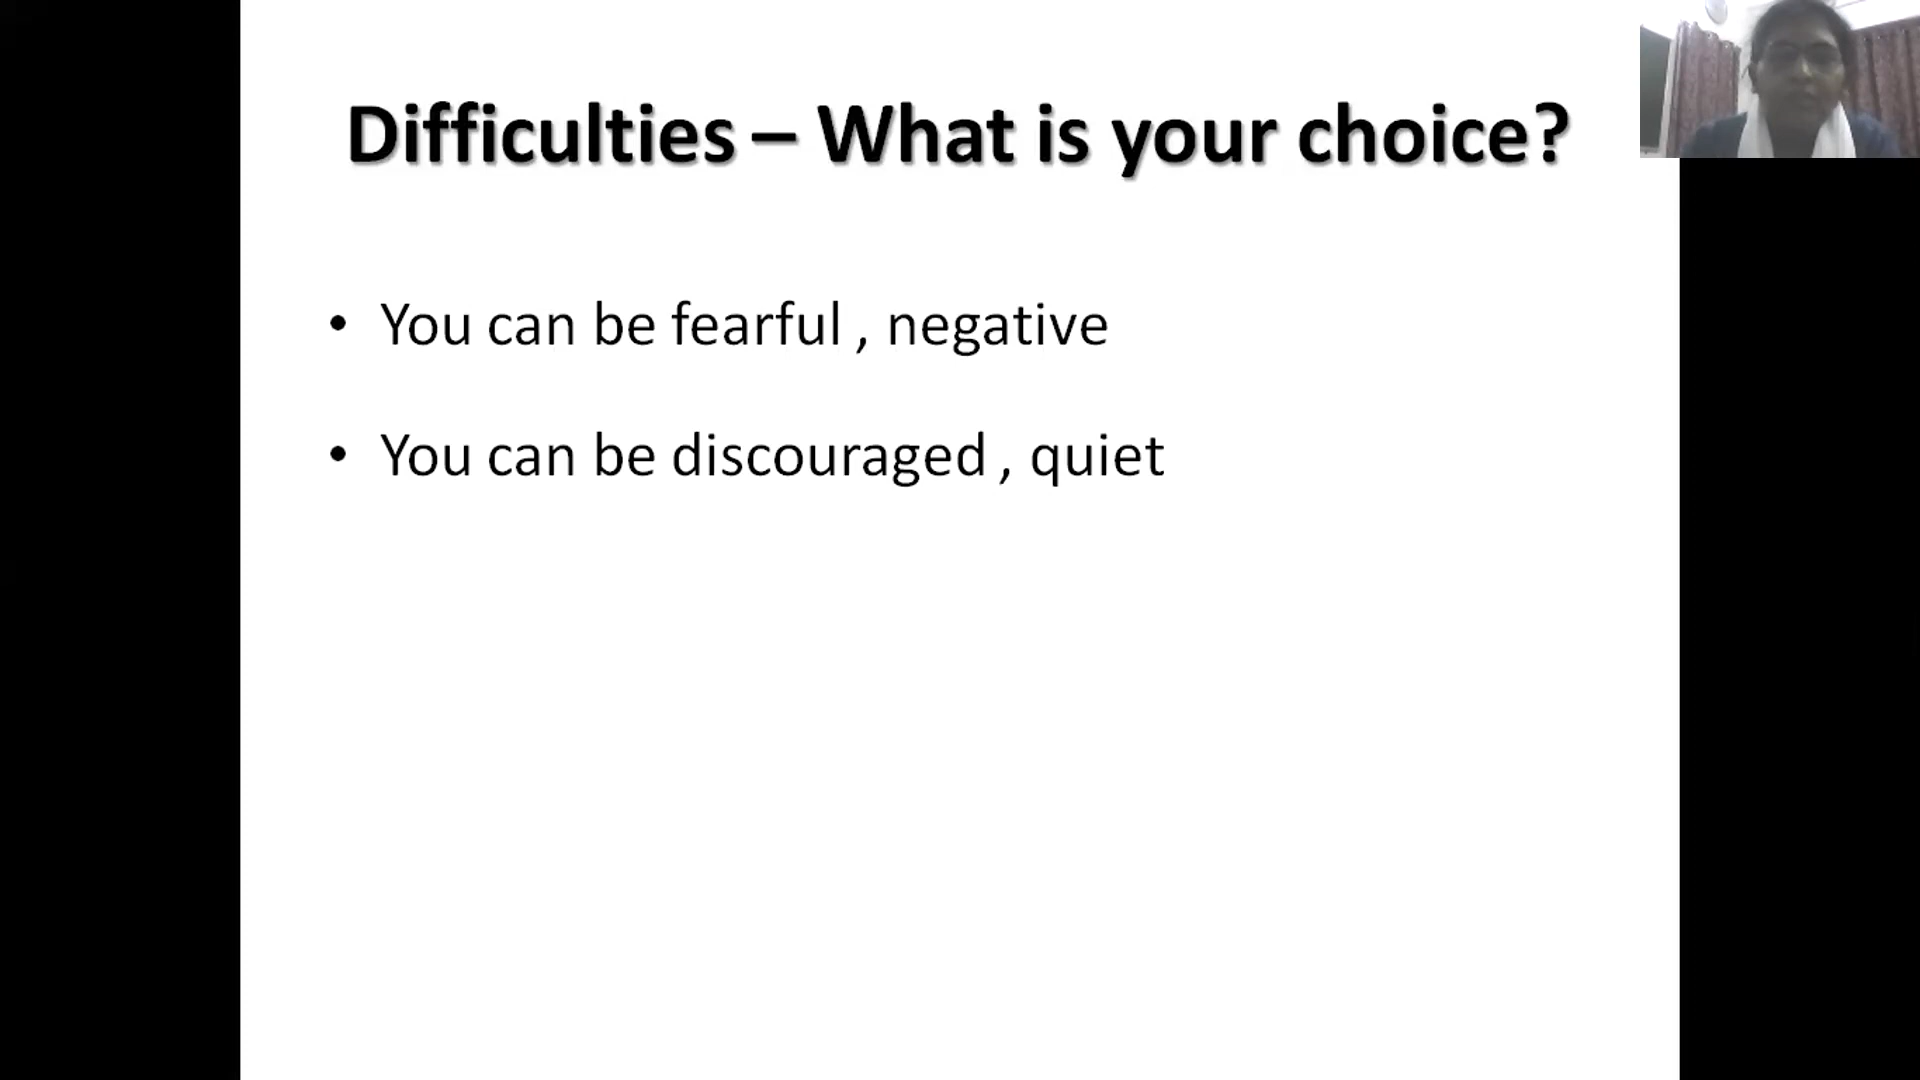 Difficulties – What is your choice?
• You can be fearful , negative
• You can be discouraged , quiet